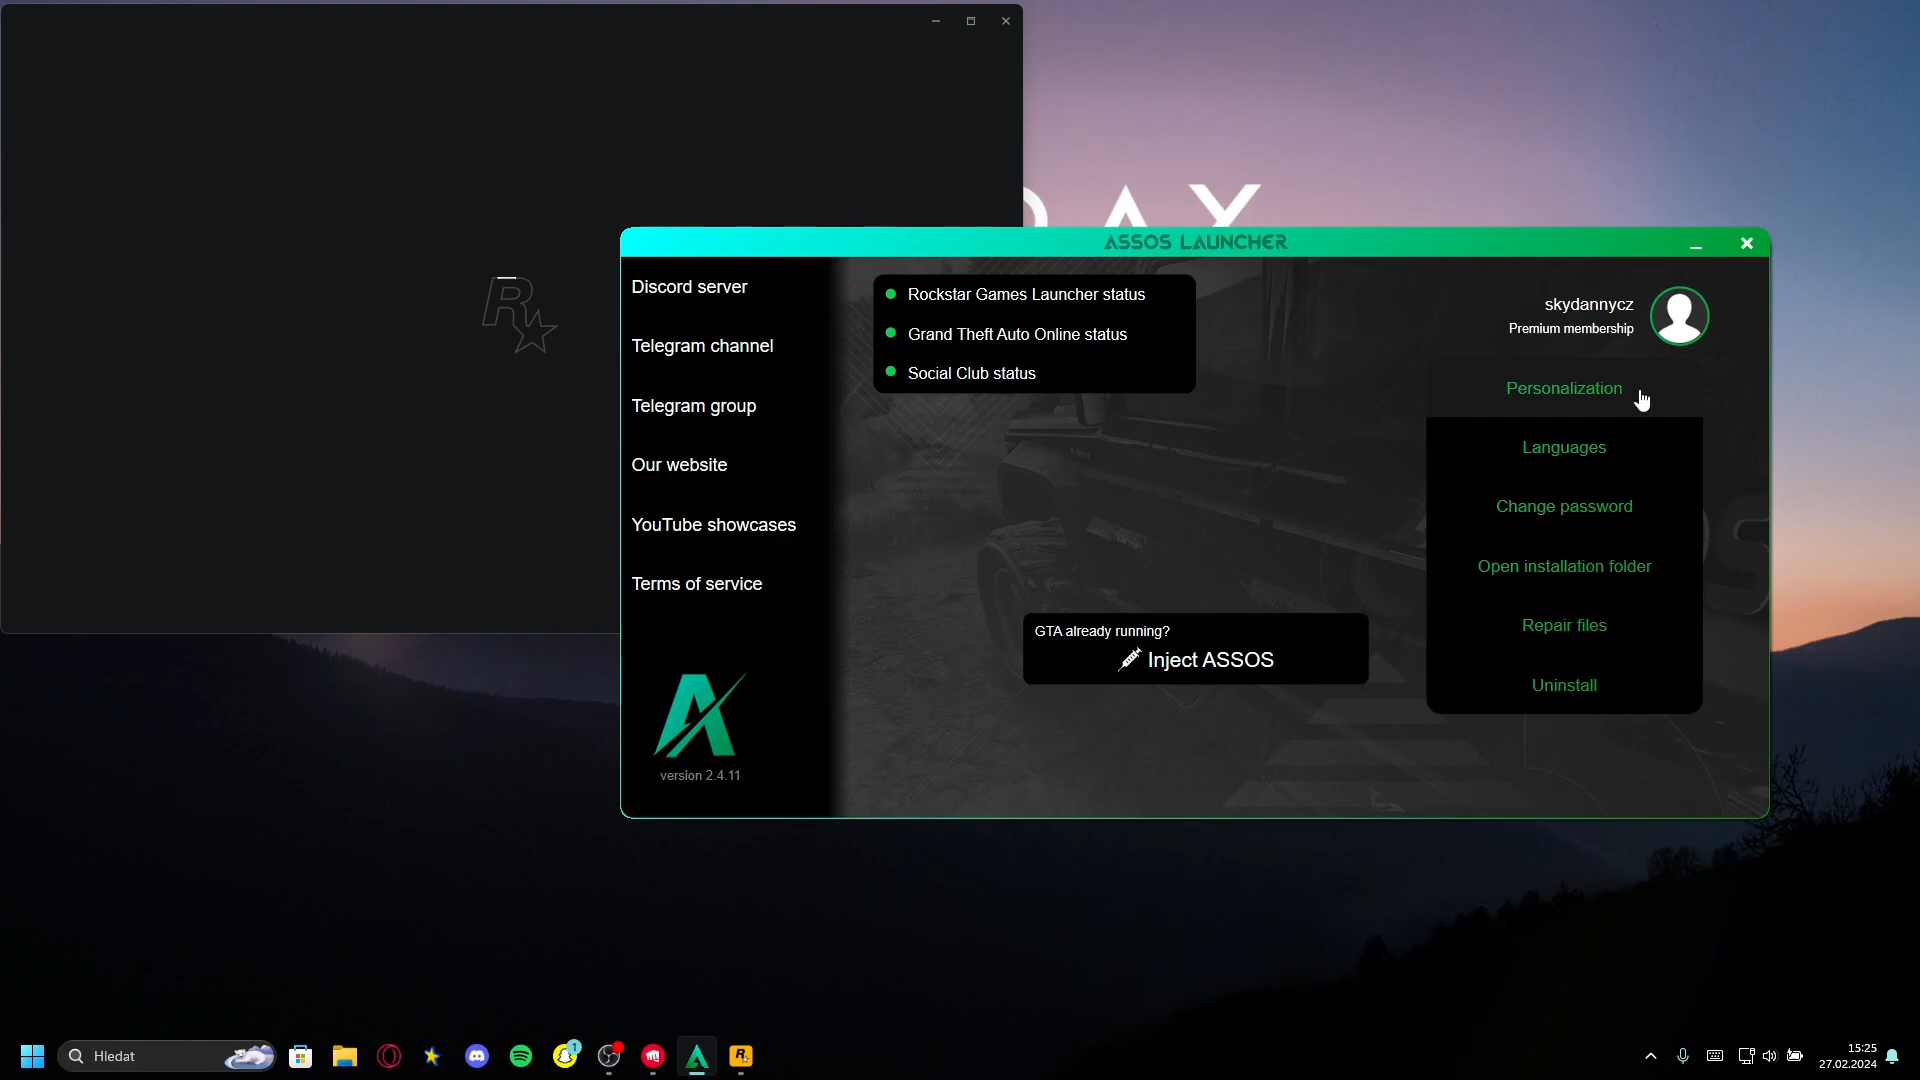 AX
ASSOS LAUNCHER
Discord server
Telegram channel
Telegram group
Our website
YouTube showcases
Terms of service
version 2.4.11
Rockstar Games Launcher status
Grand Theft Auto Online status
Social Club status
GTA already running?
Inject ASSOS
skydannycz
Premium membership
Personalization
Languages
Change password
Open installation folder
Repair files
Uninstall
Hledat
1
15:25
27.02.2024